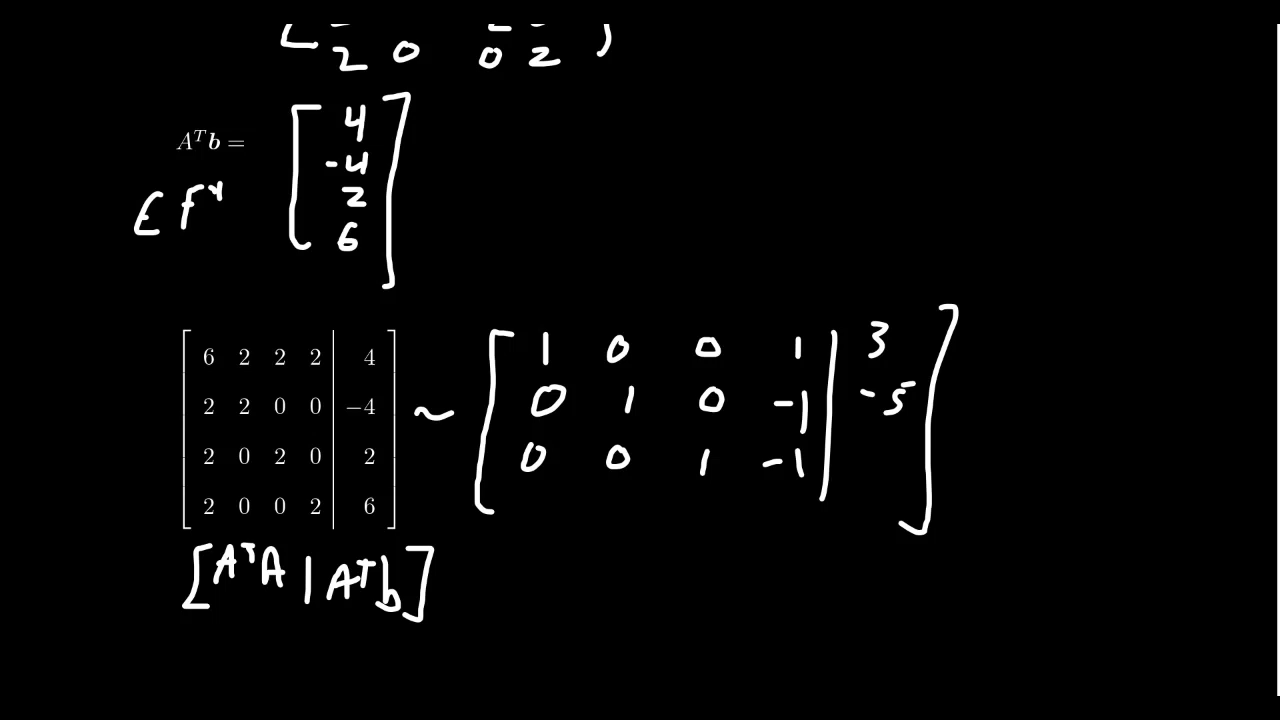 2 0 0 2
4
A^T b =
-4
2
E F^4
6
6 2 2 2 | 4 1 0 0 1 | 3
2 2 0 0 | −4 ~ 0 1 0 -1 | -5
2 0 2 0 | 2 0 0 1 -1
2 0 0 2 | 6
[A^T A | A^T b]